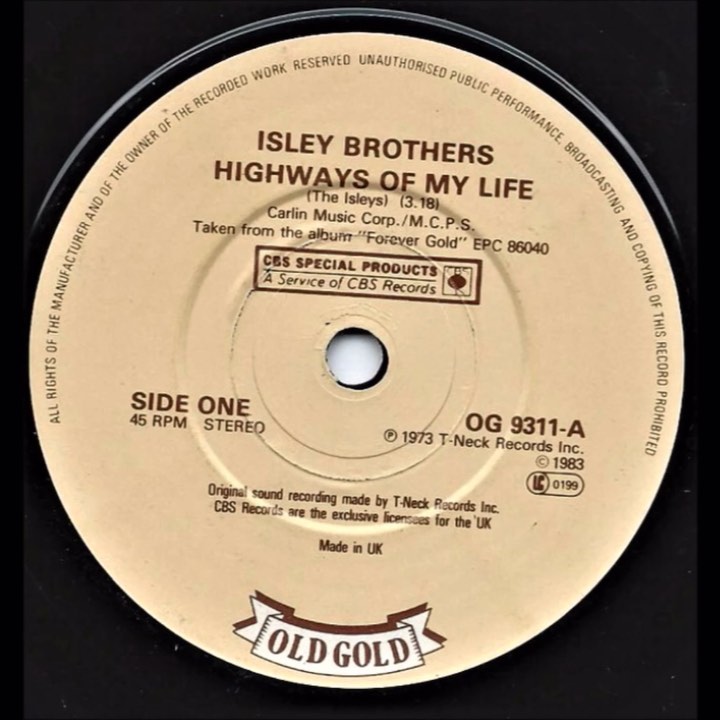 ALL RIGHTS OF THE MANUFACTURER AND OF THE OWNER OF THE RECORDED WORK RESERVED UNAUTHORISED PUBLIC PERFORMANCE, BROADCASTING AND COPYING OF THIS RECORD PROHIBITED
ISLEY BROTHERS
HIGHWAYS OF MY LIFE
(The Isleys) (3.18)
Carlin Music Corp./M.C.P.S.
Taken from the album "Forever Gold" EPC 86040
CBS SPECIAL PRODUCTS
A Service of CBS Records
CBS
SIDE ONE
45 RPM STEREO
OG 9311-A
℗ 1973 T-Neck Records Inc.
© 1983
LC 0199
Original sound recording made by T-Neck Records Inc.
CBS Records are the exclusive licensees for the UK
Made in UK
OLD GOLD